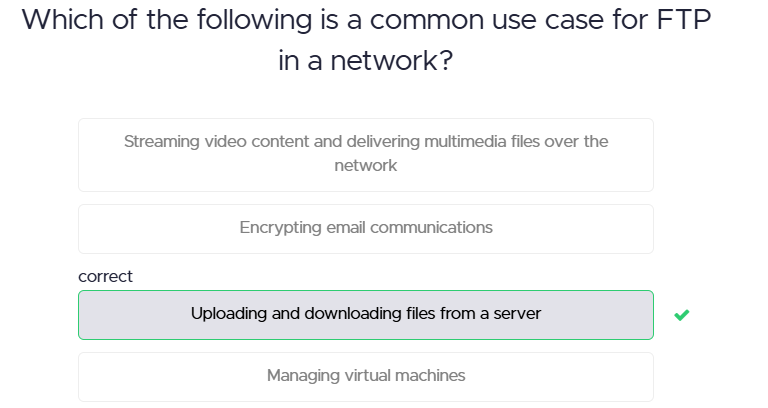 Which of the following is a common use case for FTP
in a network?
Streaming video content and delivering multimedia files over the
network
Encrypting email communications
correct
Uploading and downloading files from a server
Managing virtual machines